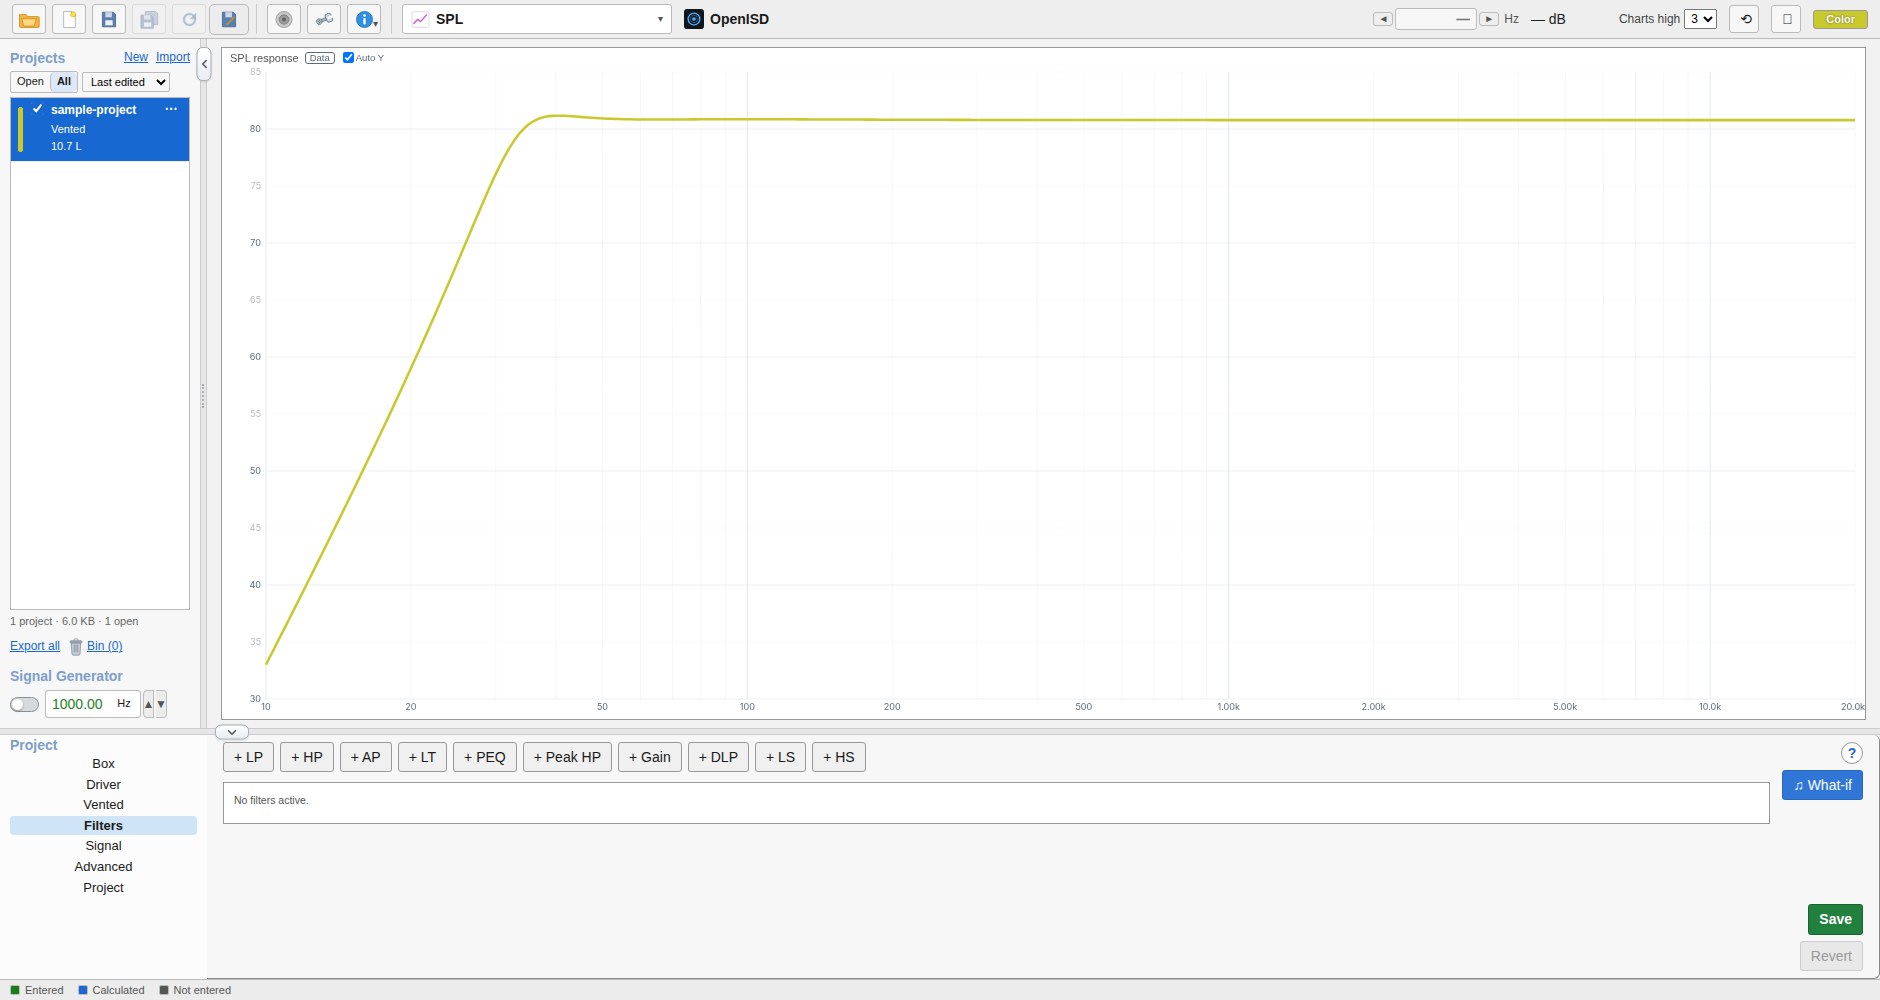 SPL
OpenISD
— Hz
— dB
Charts high 3
Color
Projects
New Import
Open All Last edited
sample-project
Vented
10.7 L
1 project · 6.0 KB · 1 open
Export all Bin (0)
Signal Generator
1000.00 Hz
SPL response Data Auto Y
85
80
75
70
65
60
55
50
45
40
35
30
10 20 50 100 200 500 1.00k 2.00k 5.00k 10.0k 20.0k
Project
Box
Driver
Vented
Filters
Signal
Advanced
Project
+ LP + HP + AP + LT + PEQ + Peak HP + Gain + DLP + LS + HS
?
No filters active.
♫ What-if
Save
Revert
Entered Calculated Not entered